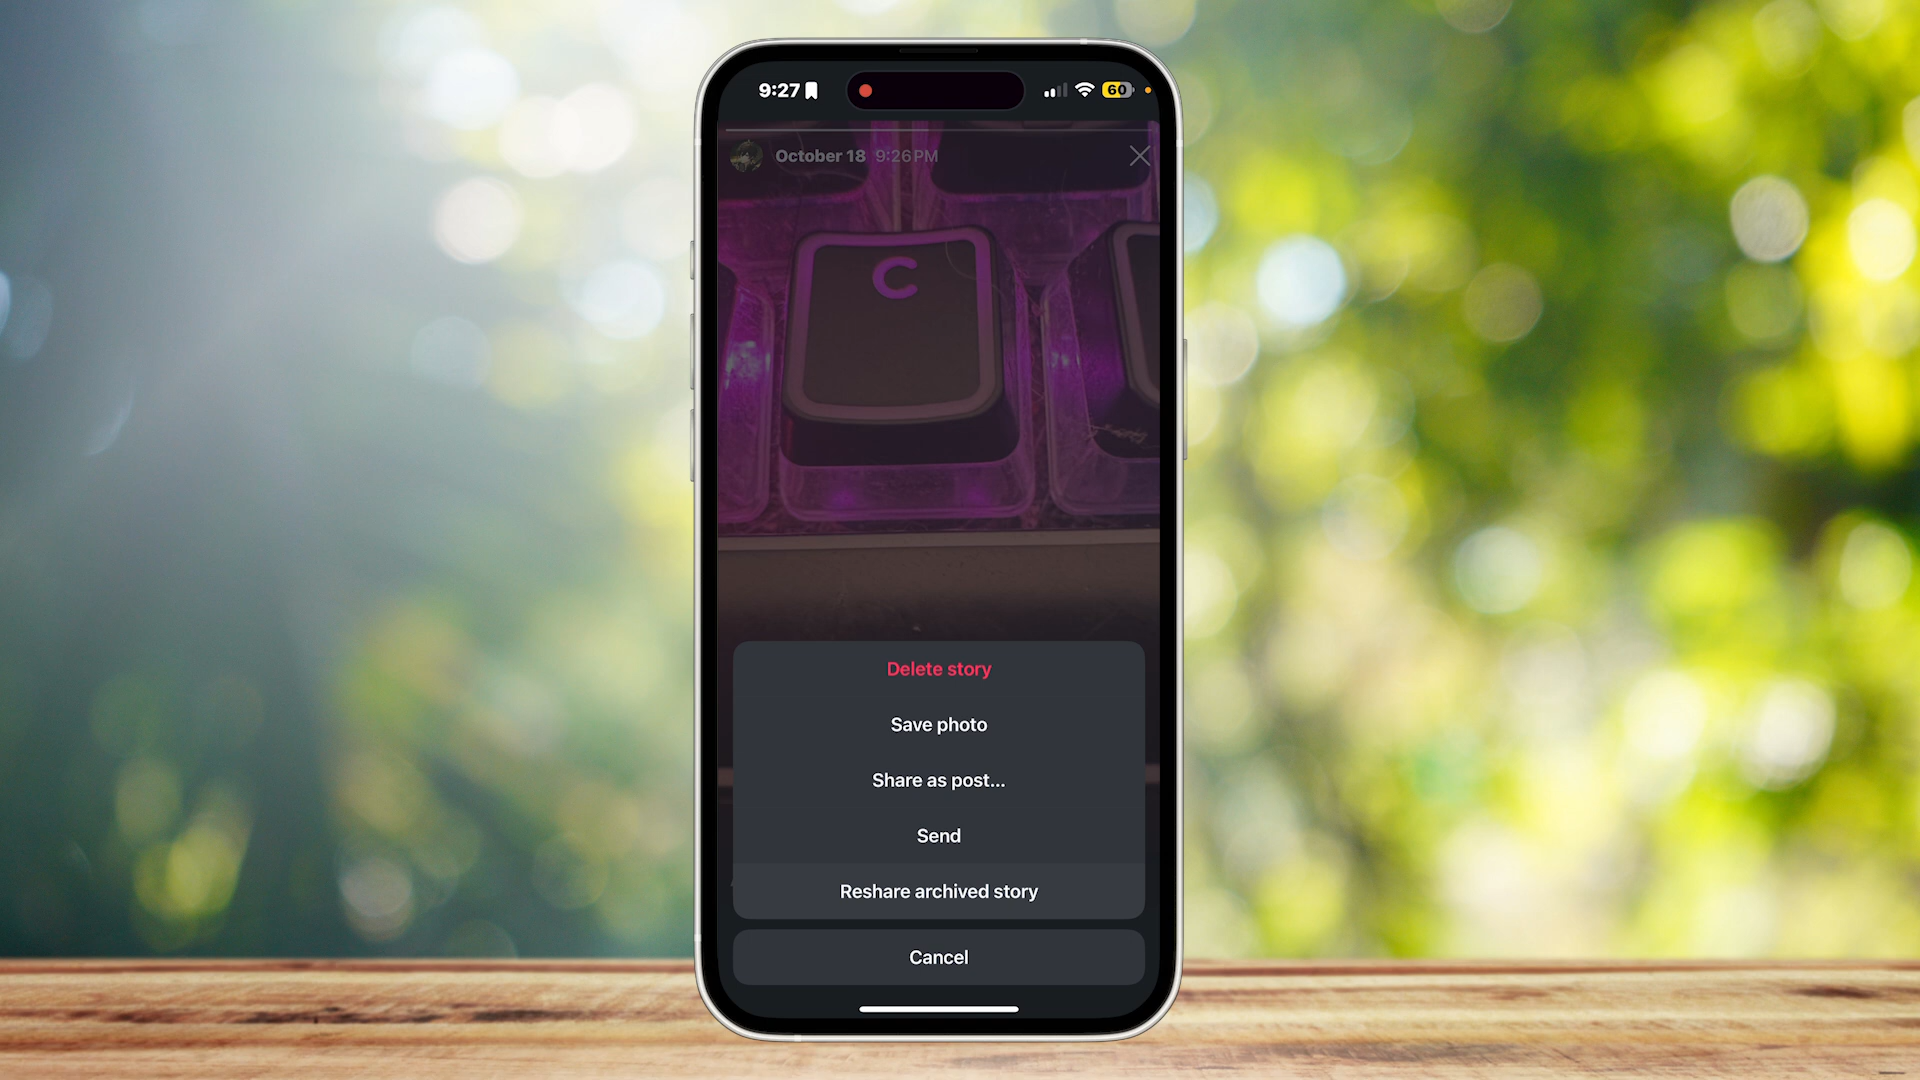 9:27
60
October 18 9:26 PM
C
Delete story
Save photo
Share as post...
Send
Reshare archived story
Cancel